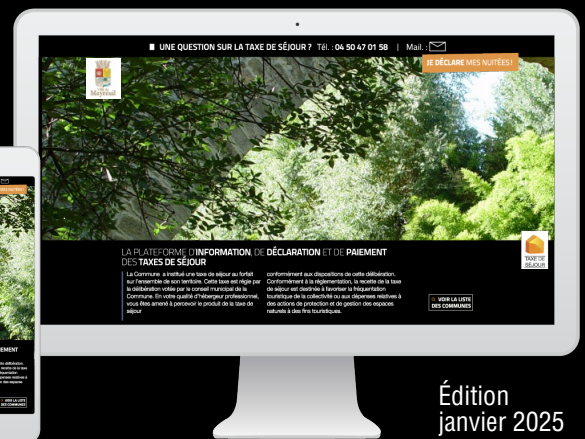 UNE QUESTION SUR LA TAXE DE SÉJOUR ? Tél. : 04 50 47 01 58 | Mail. :
JE DÉCLARE MES NUITÉES !
Meyreuil
LA PLATEFORME D'INFORMATION, DE DÉCLARATION ET DE PAIEMENT
DES TAXES DE SÉJOUR
La Commune a institué une taxe de séjour au forfait
sur l'ensemble de son territoire. Cette taxe est régie par
la délibération votée par le conseil municipal de la
Commune. En votre qualité d'hébergeur professionnel,
vous êtes amené à percevoir le produit de la taxe de
séjour
conformément aux dispositions de cette délibération.
Conformément à la réglementation, la recette de la taxe
de séjour est destinée à favoriser la fréquentation
touristique de la collectivité ou aux dépenses relatives à
des actions de protection et de gestion des espaces
naturels à des fins touristiques.
TAXE DE
SÉJOUR
VOIR LA LISTE
DES COMMUNES
Édition
janvier 2025